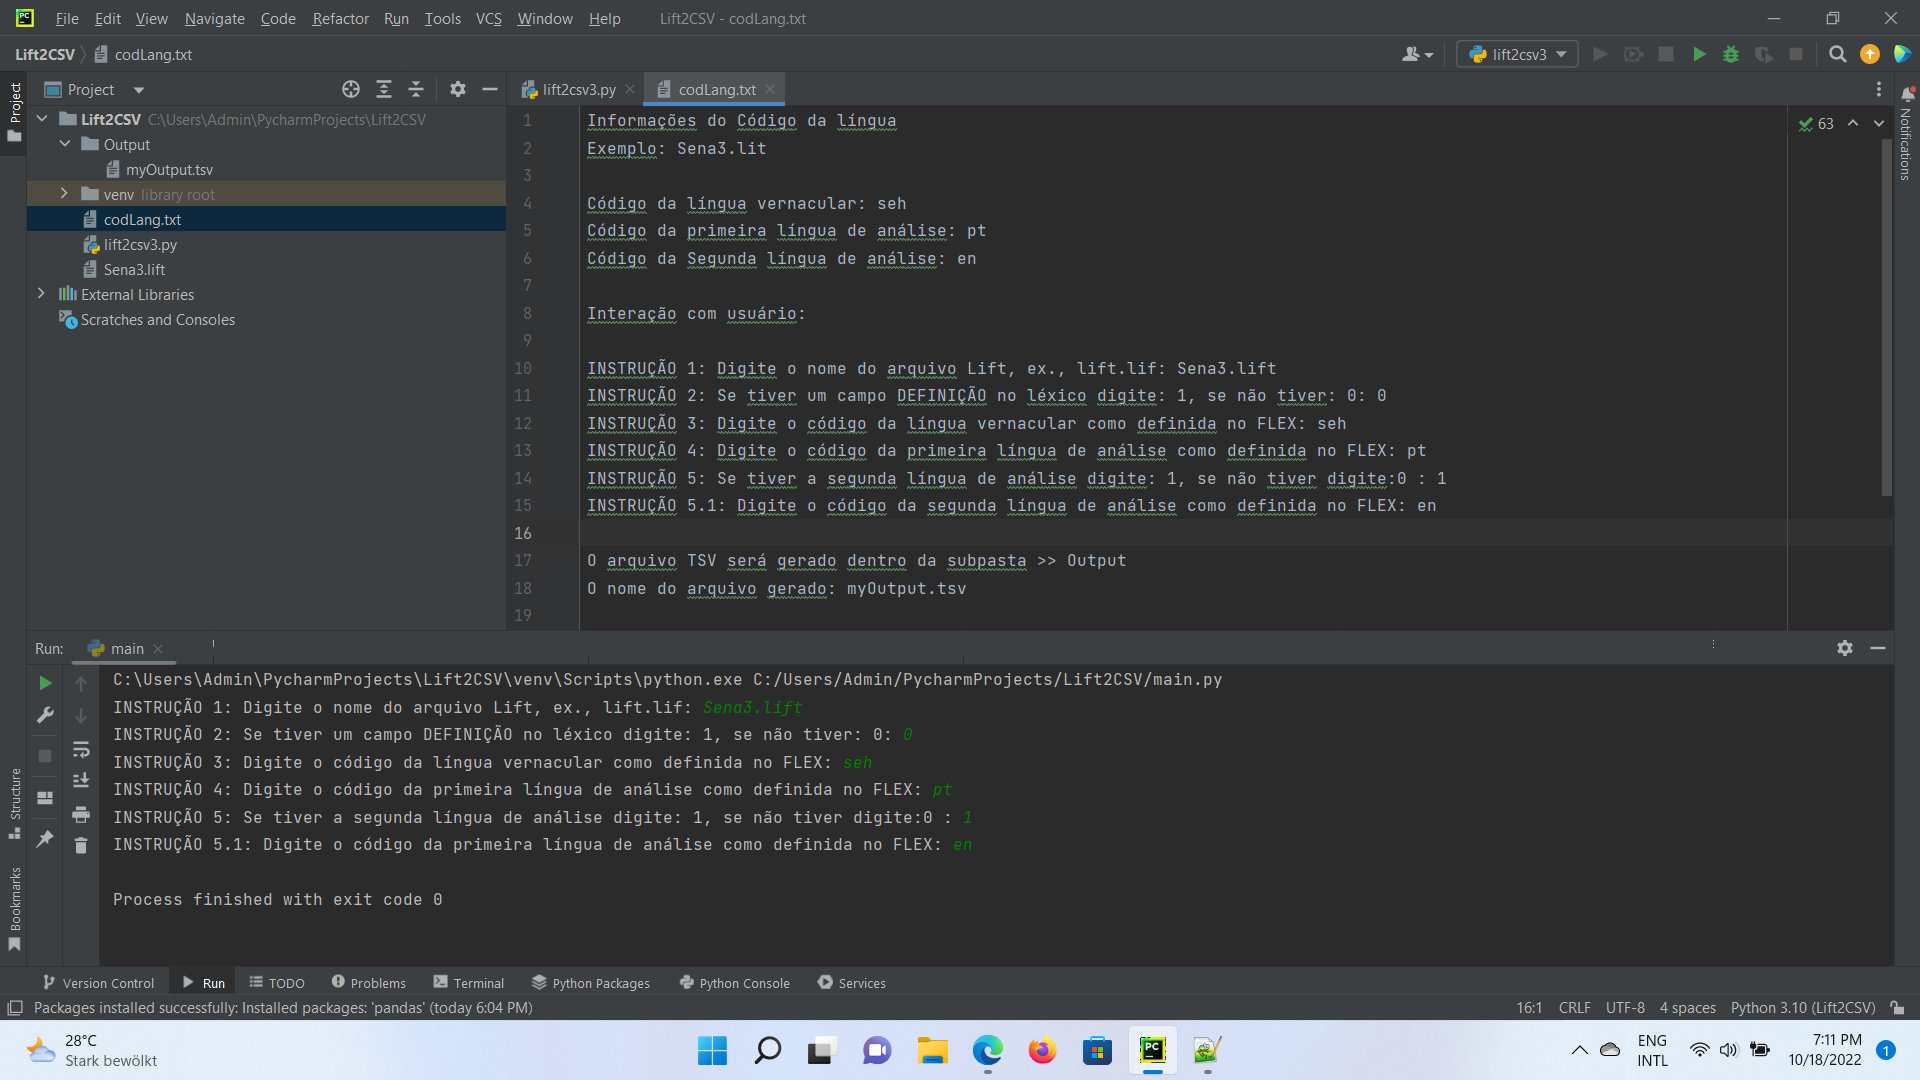 File Edit View Navigate Code Refactor Run Tools VCS Window Help Lift2CSV - codLang.txt
Lift2CSV codLang.txt lift2csv3
Project lift2csv3.py codLang.txt
Project
Lift2CSV C:\Users\Admin\PycharmProjects\Lift2CSV
Output
myOutput.tsv
venv library root
codLang.txt
lift2csv3.py
Sena3.lift
External Libraries
Scratches and Consoles
63
Notifications
1 Informações do Código da língua
2 Exemplo: Sena3.lit
3
4 Código da língua vernacular: seh
5 Código da primeira língua de análise: pt
6 Código da Segunda língua de análise: en
7
8 Interação com usuário:
9
10 INSTRUÇÃO 1: Digite o nome do arquivo Lift, ex., lift.lif: Sena3.lift
11 INSTRUÇÃO 2: Se tiver um campo DEFINIÇÃO no léxico digite: 1, se não tiver: 0: 0
12 INSTRUÇÃO 3: Digite o código da língua vernacular como definida no FLEX: seh
13 INSTRUÇÃO 4: Digite o código da primeira língua de análise como definida no FLEX: pt
14 INSTRUÇÃO 5: Se tiver a segunda língua de análise digite: 1, se não tiver digite:0 : 1
15 INSTRUÇÃO 5.1: Digite o código da segunda língua de análise como definida no FLEX: en
16
17 O arquivo TSV será gerado dentro da subpasta >> Output
18 O nome do arquivo gerado: myOutput.tsv
19
Run: main
C:\Users\Admin\PycharmProjects\Lift2CSV\venv\Scripts\python.exe C:/Users/Admin/PycharmProjects/Lift2CSV/main.py
INSTRUÇÃO 1: Digite o nome do arquivo Lift, ex., lift.lif: Sena3.lift
INSTRUÇÃO 2: Se tiver um campo DEFINIÇÃO no léxico digite: 1, se não tiver: 0: 0
INSTRUÇÃO 3: Digite o código da língua vernacular como definida no FLEX: seh
INSTRUÇÃO 4: Digite o código da primeira língua de análise como definida no FLEX: pt
INSTRUÇÃO 5: Se tiver a segunda língua de análise digite: 1, se não tiver digite:0 : 1
INSTRUÇÃO 5.1: Digite o código da primeira língua de análise como definida no FLEX: en
Process finished with exit code 0
Structure
Bookmarks
Version Control Run TODO Problems Terminal Python Packages Python Console Services
Packages installed successfully: Installed packages: 'pandas' (today 6:04 PM) 16:1 CRLF UTF-8 4 spaces Python 3.10 (Lift2CSV)
28°C
Stark bewölkt
PC
ENG
INTL
7:11 PM
10/18/2022
1